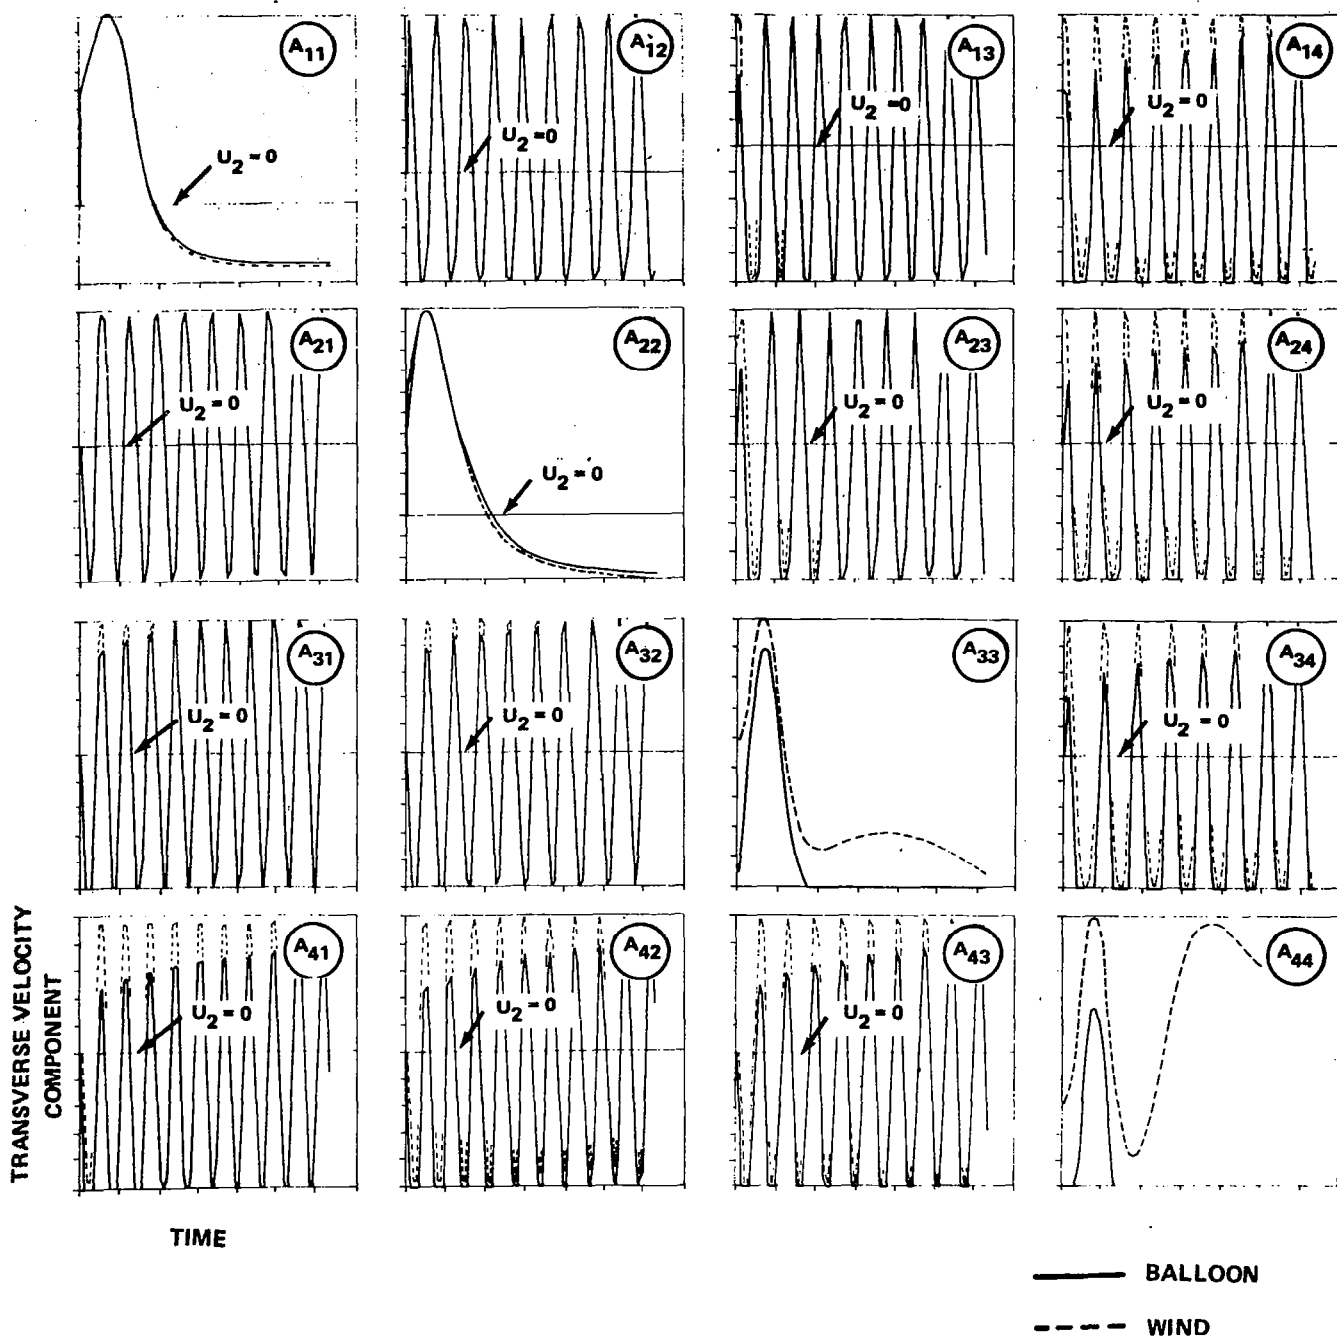 A11
A12
A13
A14
U2 = 0
U2 = 0
U2 = 0
U2 = 0
A21
A22
A23
A24
U2 = 0
U2 = 0
U2 = 0
U2 = 0
A31
A32
A33
A34
U2 = 0
U2 = 0
U2 = 0
A41
A42
A43
A44
U2 = 0
U2 = 0
U2 = 0
TRANSVERSE VELOCITY
COMPONENT
TIME
BALLOON
WIND